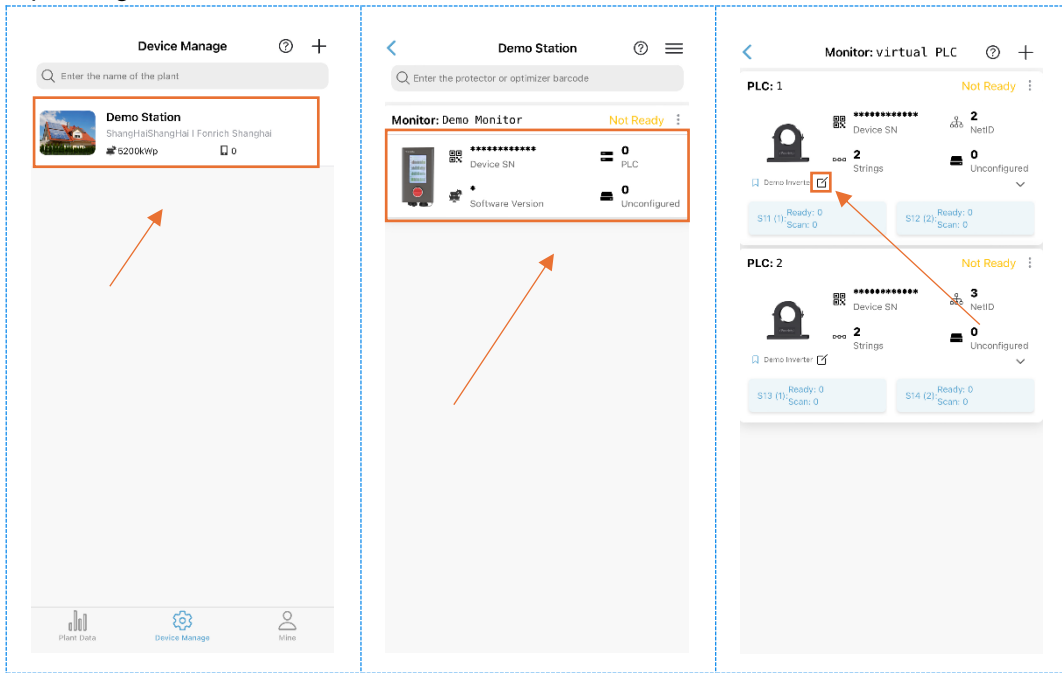 Device Manage
Enter the name of the plant
Demo Station
ShangHaiShangHai I Fonrich Shanghai
5200kWp 0
Plant Data
Device Manage
Mine
Demo Station
Enter the protector or optimizer barcode
Monitor: Demo Monitor Not Ready
************ 0
Device SN PLC
* 0
Software Version Unconfigured
Monitor: virtual PLC
PLC: 1 Not Ready
************ 2
Device SN NetID
2 0
Strings Unconfigured
Demo Inverter
S11 (1): Ready: 0
Scan: 0
S12 (2): Ready: 0
Scan: 0
PLC: 2 Not Ready
************ 3
Device SN NetID
2 0
Strings Unconfigured
Demo Inverter
S13 (1): Ready: 0
Scan: 0
S14 (2): Ready: 0
Scan: 0